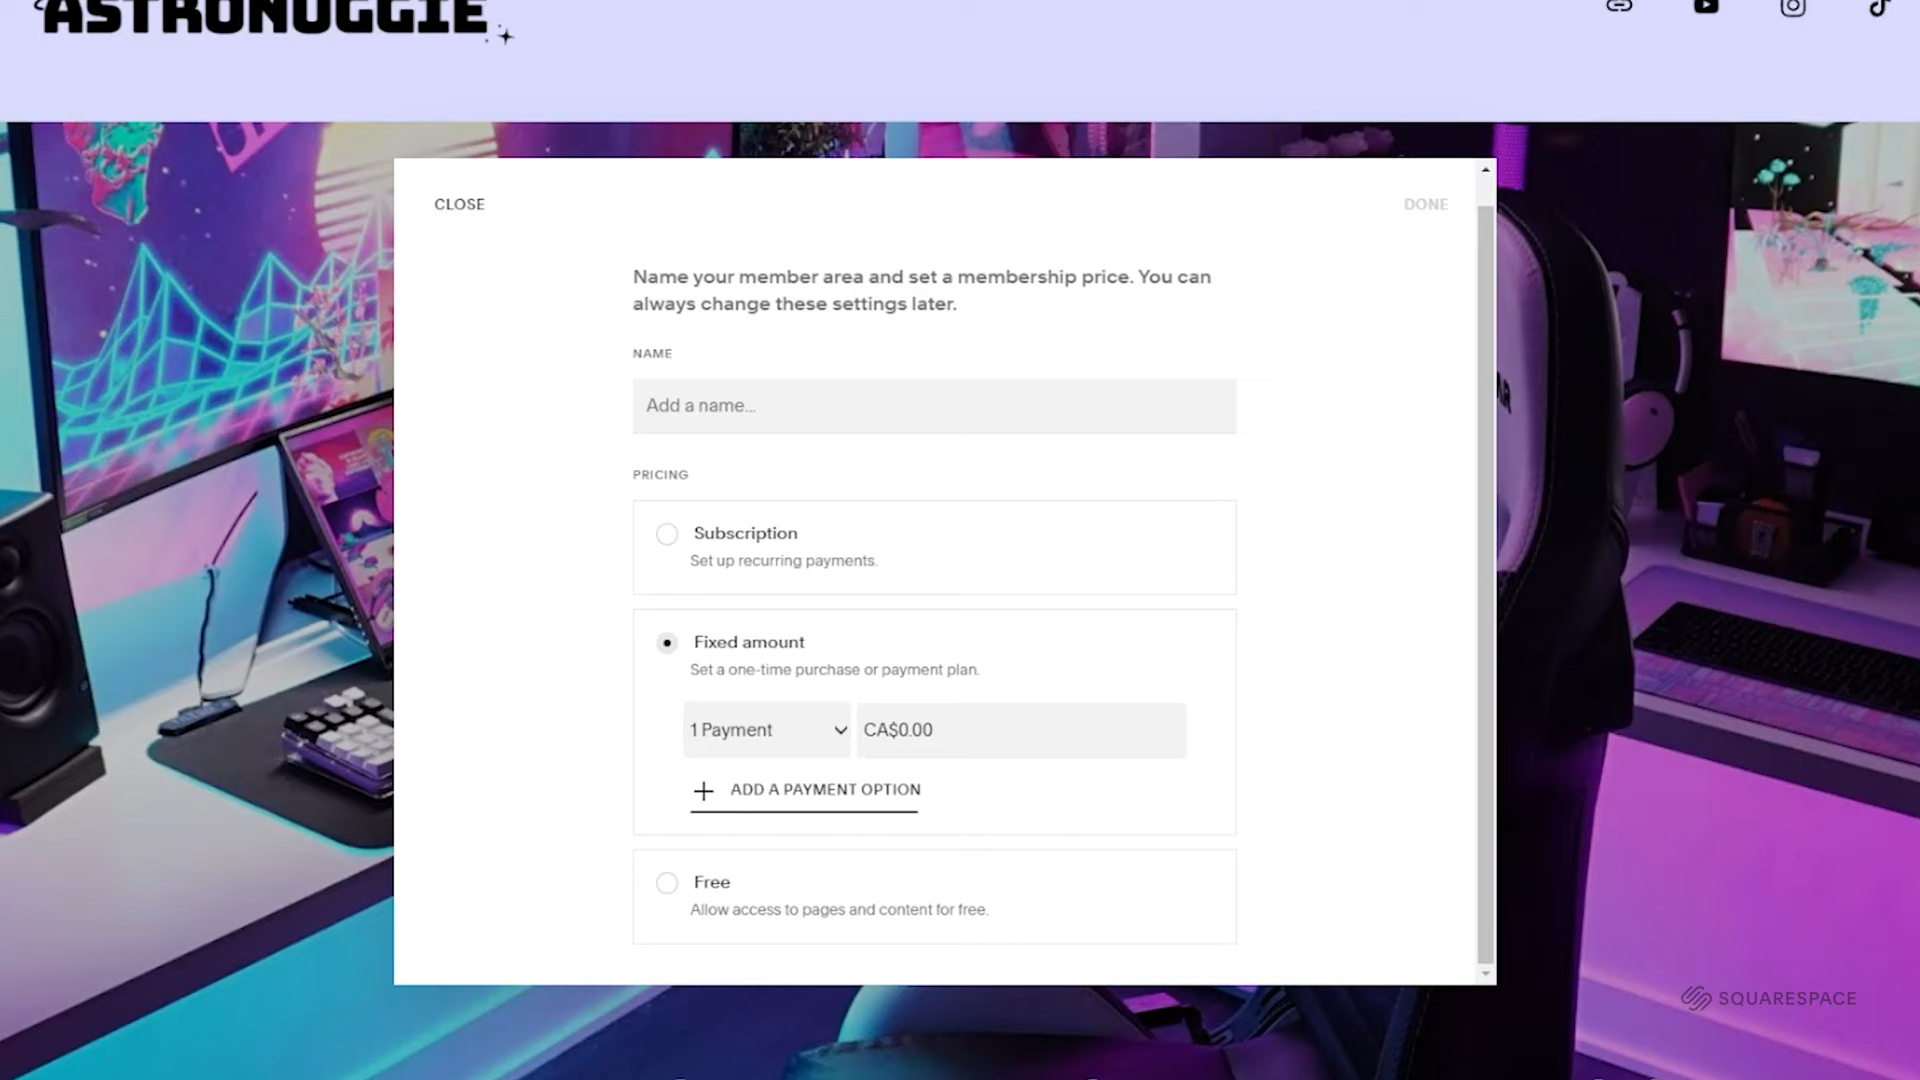 ASTRONUGGIE
CLOSE
DONE
Name your member area and set a membership price. You can
always change these settings later.
NAME
Add a name...
PRICING
Subscription
Set up recurring payments.
Fixed amount
Set a one-time purchase or payment plan.
1 Payment
CA$0.00
ADD A PAYMENT OPTION
Free
Allow access to pages and content for free.
SQUARESPACE